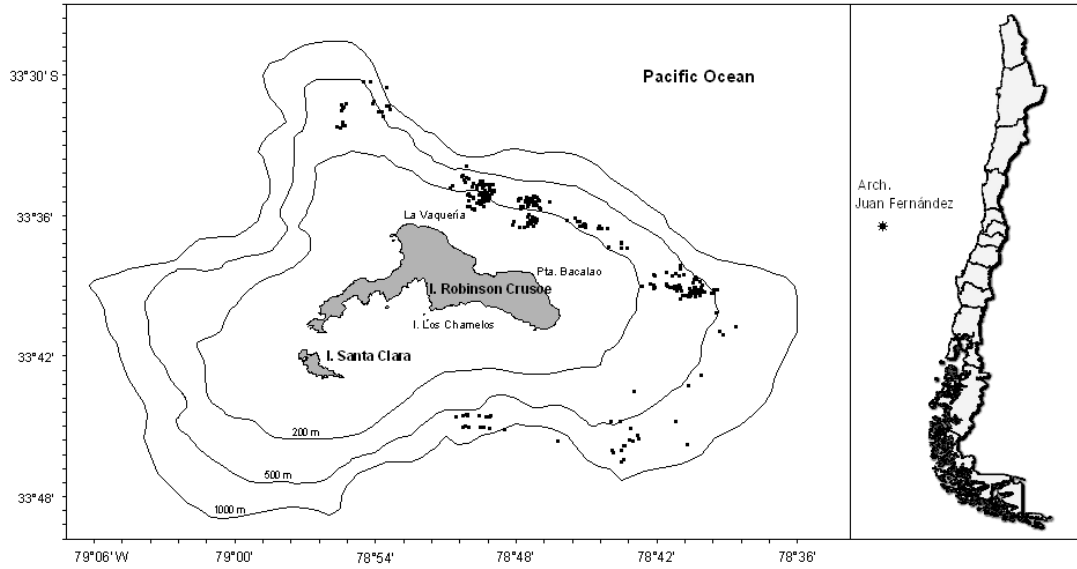 Pacific Ocean
33°30' S
33°36'
33°42'
33°48'
La Vaquería
Pta. Bacalao
I. Robinson Crusoe
I. Los Chamelos
I. Santa Clara
200 m
500 m
1000 m
79°06' W
79°00'
78°54'
78°48'
78°42'
78°36'
Arch.
Juan Fernández